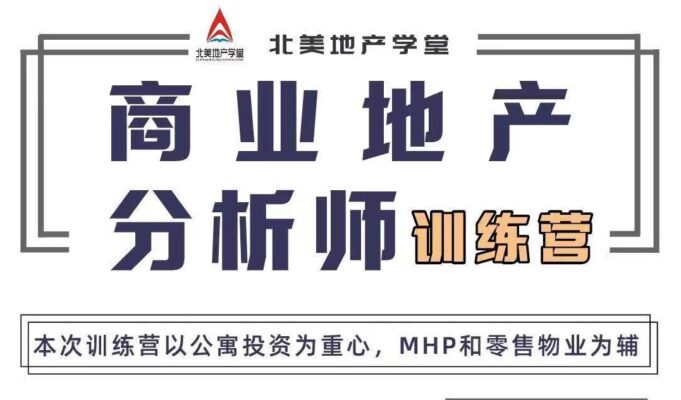 北美地产学堂
北美地产学堂
商业地产
分析师训练营
本次训练营以公寓投资为重心，MHP和零售物业为辅